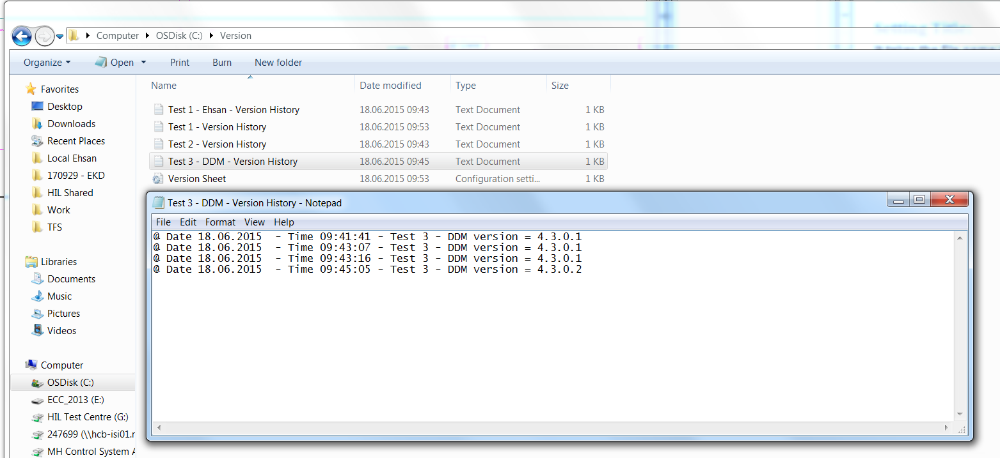 Computer OSDisk (C:) Version
Organize Open Print Burn New folder
Name Date modified Type Size
Favorites
Desktop
Downloads
Recent Places
Local Ehsan
170929 - EKD
HIL Shared
Work
TFS
Libraries
Documents
Music
Pictures
Videos
Computer
OSDisk (C:)
ECC_2013 (E:)
HIL Test Centre (G:)
247699 (\\hcb-isi01.r
MH Control System A
Test 1 - Ehsan - Version History 18.06.2015 09:43 Text Document 1 KB
Test 1 - Version History 18.06.2015 09:53 Text Document 1 KB
Test 2 - Version History 18.06.2015 09:43 Text Document 1 KB
Test 3 - DDM - Version History 18.06.2015 09:45 Text Document 1 KB
Version Sheet 18.06.2015 09:53 Configuration setti... 1 KB
Test 3 - DDM - Version History - Notepad
File Edit Format View Help
@ Date 18.06.2015  - Time 09:41:41 - Test 3 - DDM version = 4.3.0.1
@ Date 18.06.2015  - Time 09:43:07 - Test 3 - DDM version = 4.3.0.1
@ Date 18.06.2015  - Time 09:43:16 - Test 3 - DDM version = 4.3.0.1
@ Date 18.06.2015  - Time 09:45:05 - Test 3 - DDM version = 4.3.0.2